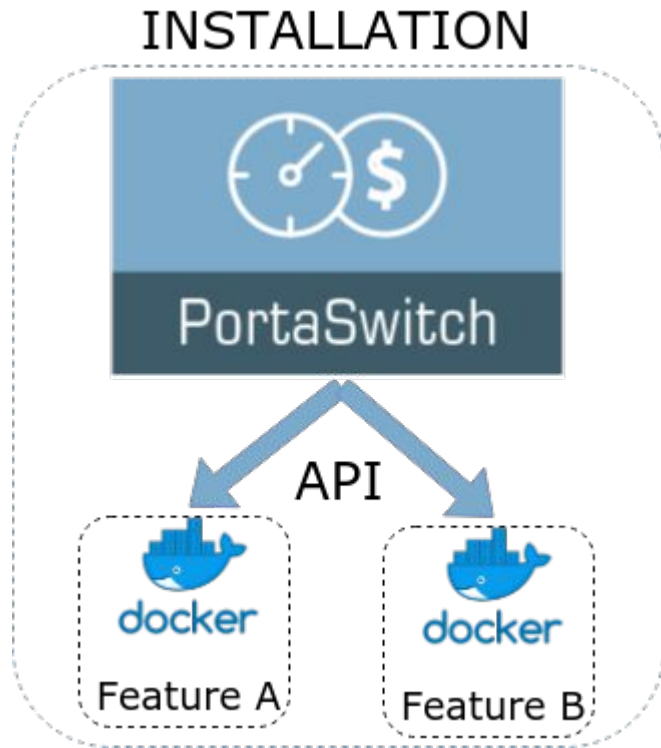 INSTALLATION
$
PortaSwitch
API
docker
docker
Feature A
Feature B